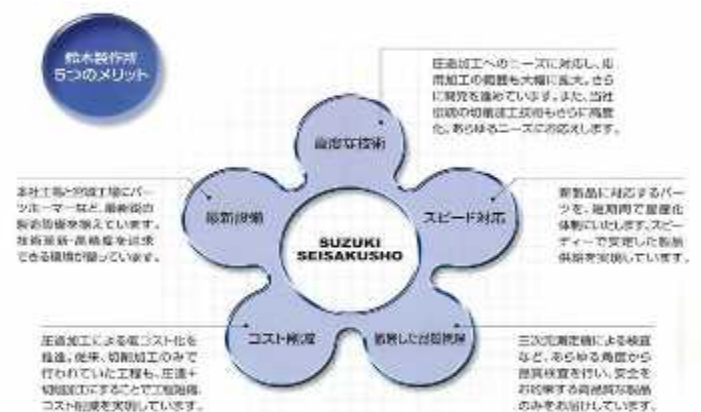 鈴木製作所
5つのメリット
圧造加工へのニーズに対応し、応
用加工の範囲も大幅に拡大。さら
に開発を進めています。また、当社
伝統の切削加工技術もさらに高度
化。あらゆるニーズにお応えします。
高度な技術
本社工場と宮城工場にパー
ツホーマーなど、最新鋭の
製造設備を揃えています。
技術革新・高精度を追求
できる環境が整っています。
最新設備
スピード対応
新製品に対応するパー
ツを、短期間で量産化
体制にいたします。スピー
ディーで安定した製品
供給を実現しています。
SUZUKI
SEISAKUSHO
コスト削減
徹底した品質管理
圧造加工による低コスト化を
推進。従来、切削加工のみで
行われていた工程も、圧造+
切削加工にすることで工程短縮、
コスト削減を実現しています。
三次元測定機による検査
など、あらゆる角度から
品質検査を行い、安全を
お約束する高品質な製品
のみをお届けしています。